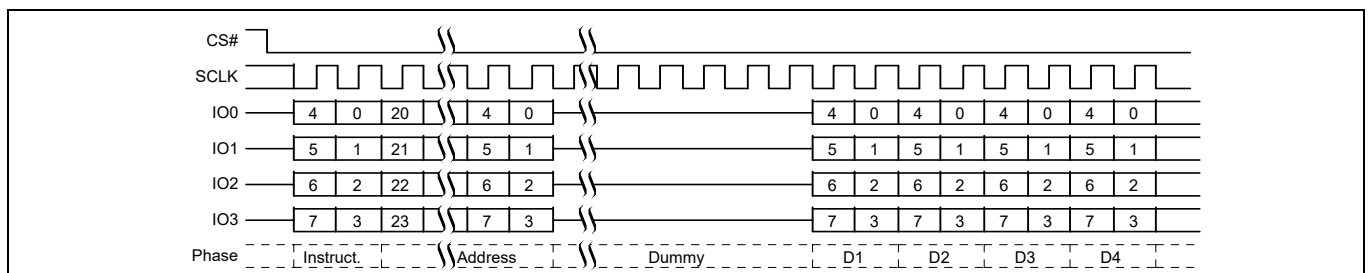 CS#
SCLK
IO0 4 0 20 4 0 4 0 4 0 4 0 4 0
IO1 5 1 21 5 1 5 1 5 1 5 1 5 1
IO2 6 2 22 6 2 6 2 6 2 6 2 6 2
IO3 7 3 23 7 3 7 3 7 3 7 3 7 3
Phase Instruct. Address Dummy D1 D2 D3 D4